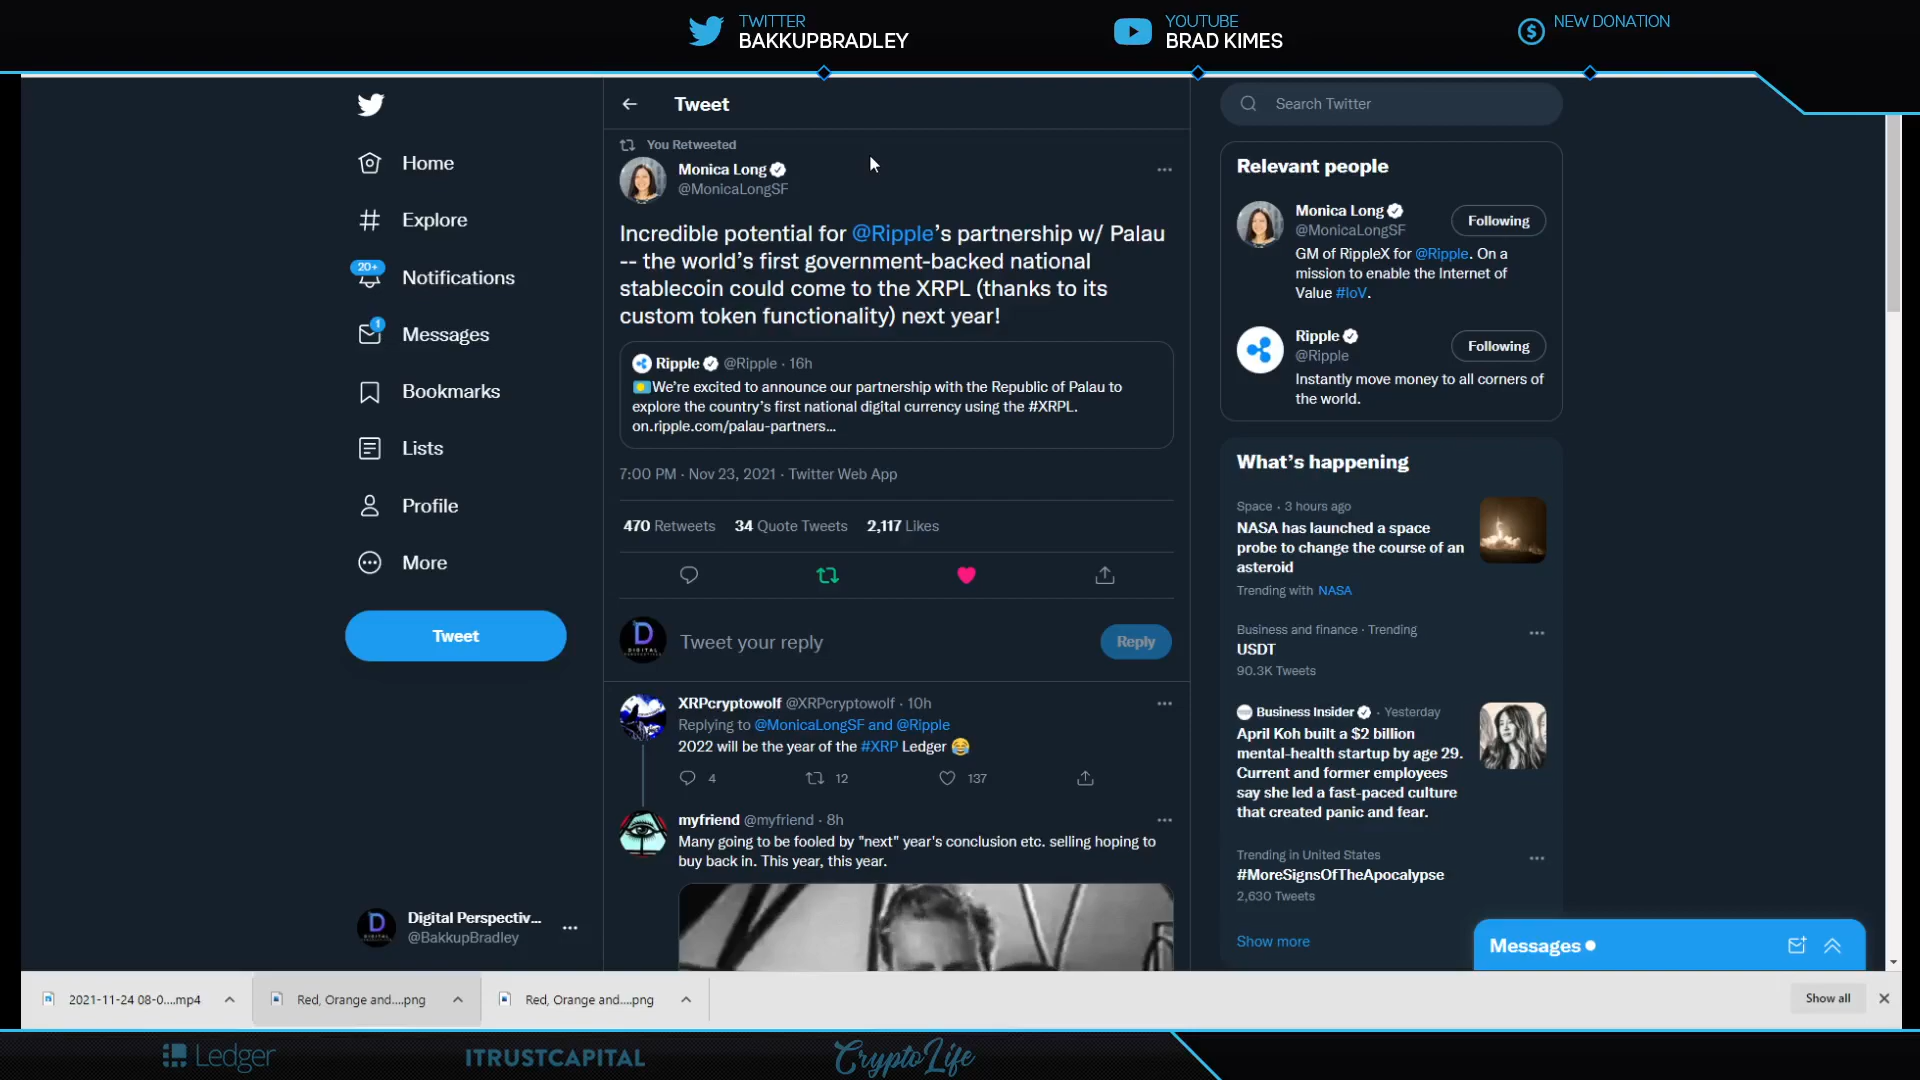 TWITTER
BAKKUPBRADLEY
YOUTUBE
BRAD KIMES
NEW DONATION
Home
Explore
20+
Notifications
1
Messages
Bookmarks
Lists
Profile
More
Tweet
Digital Perspectiv...
@BakkupBradley
Tweet
You Retweeted
Monica Long
@MonicaLongSF
Incredible potential for @Ripple’s partnership w/ Palau
-- the world’s first government-backed national
stablecoin could come to the XRPL (thanks to its
custom token functionality) next year!
Ripple @Ripple · 16h
We’re excited to announce our partnership with the Republic of Palau to
explore the country’s first national digital currency using the #XRPL.
on.ripple.com/palau-partners...
7:00 PM · Nov 23, 2021 · Twitter Web App
470 Retweets 34 Quote Tweets 2,117 Likes
D
DIGITAL
Tweet your reply
Reply
XRPcryptowolf @XRPcryptowolf · 10h
Replying to @MonicaLongSF and @Ripple
2022 will be the year of the #XRP Ledger 😂
4 12 137
myfriend @myfriend · 8h
Many going to be fooled by "next" year's conclusion etc. selling hoping to
buy back in. This year, this year.
Search Twitter
Relevant people
Monica Long
@MonicaLongSF
Following
GM of RippleX for @Ripple. On a
mission to enable the Internet of
Value #IoV.
Ripple
@Ripple
Following
Instantly move money to all corners of
the world.
What’s happening
Space · 3 hours ago
NASA has launched a space
probe to change the course of an
asteroid
Trending with NASA
Business and finance · Trending
USDT
90.3K Tweets
Business Insider · Yesterday
April Koh built a $2 billion
mental-health startup by age 29.
Current and former employees
say she led a fast-paced culture
that created panic and fear.
Trending in United States
#MoreSignsOfTheApocalypse
2,630 Tweets
Show more
Messages
2021-11-24 08-0....mp4
Red, Orange and....png
Red, Orange and....png
Show all
Ledger
ITRUSTCAPITAL
CryptoLife